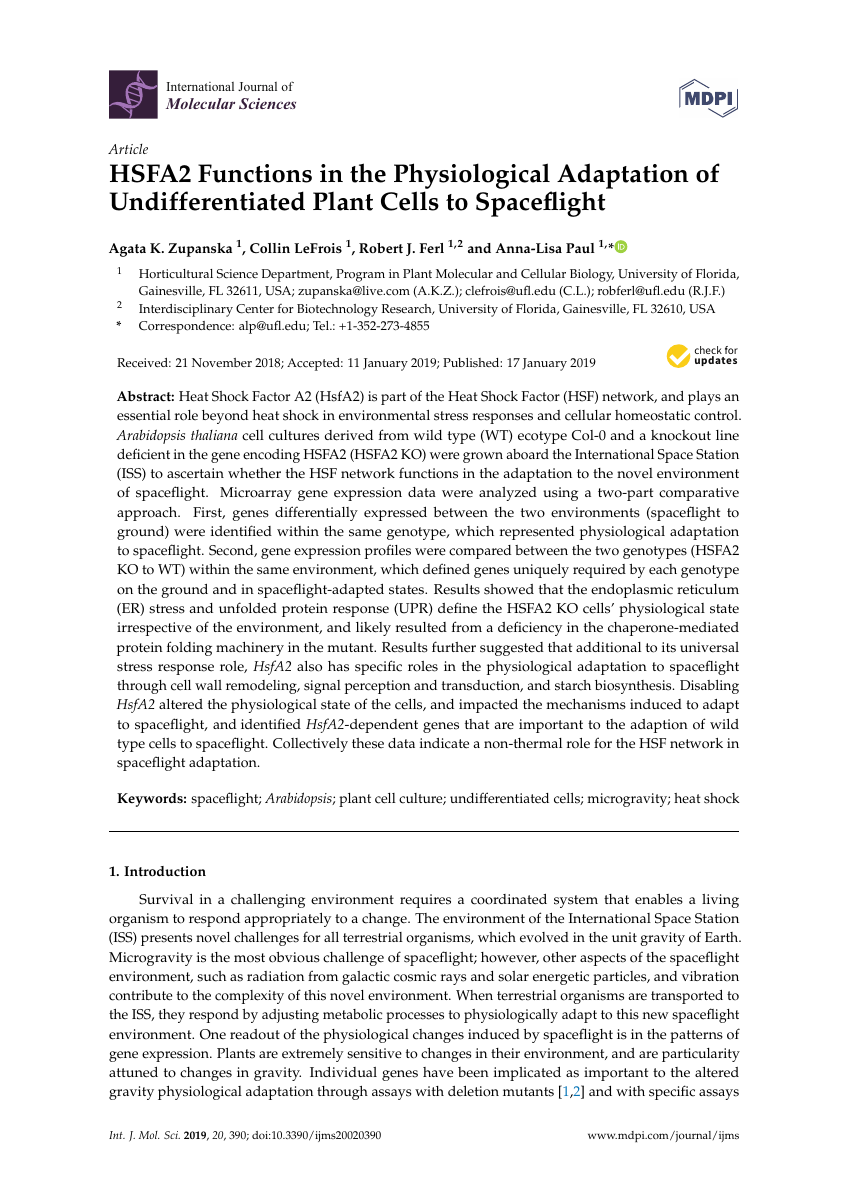 International Journal of
Molecular Sciences
MDPI
Article
HSFA2 Functions in the Physiological Adaptation of
Undifferentiated Plant Cells to Spaceflight
Agata K. Zupanska 1, Collin LeFrois 1, Robert J. Ferl 1,2 and Anna-Lisa Paul 1,* iD
1 Horticultural Science Department, Program in Plant Molecular and Cellular Biology, University of Florida,
Gainesville, FL 32611, USA; zupanska@live.com (A.K.Z.); clefrois@ufl.edu (C.L.); robferl@ufl.edu (R.J.F.)
2 Interdisciplinary Center for Biotechnology Research, University of Florida, Gainesville, FL 32610, USA
* Correspondence: alp@ufl.edu; Tel.: +1-352-273-4855
Received: 21 November 2018; Accepted: 11 January 2019; Published: 17 January 2019
check for
updates
Abstract: Heat Shock Factor A2 (HsfA2) is part of the Heat Shock Factor (HSF) network, and plays an
essential role beyond heat shock in environmental stress responses and cellular homeostatic control.
Arabidopsis thaliana cell cultures derived from wild type (WT) ecotype Col-0 and a knockout line
deficient in the gene encoding HSFA2 (HSFA2 KO) were grown aboard the International Space Station
(ISS) to ascertain whether the HSF network functions in the adaptation to the novel environment
of spaceflight. Microarray gene expression data were analyzed using a two-part comparative
approach. First, genes differentially expressed between the two environments (spaceflight to
ground) were identified within the same genotype, which represented physiological adaptation
to spaceflight. Second, gene expression profiles were compared between the two genotypes (HSFA2
KO to WT) within the same environment, which defined genes uniquely required by each genotype
on the ground and in spaceflight-adapted states. Results showed that the endoplasmic reticulum
(ER) stress and unfolded protein response (UPR) define the HSFA2 KO cells' physiological state
irrespective of the environment, and likely resulted from a deficiency in the chaperone-mediated
protein folding machinery in the mutant. Results further suggested that additional to its universal
stress response role, HsfA2 also has specific roles in the physiological adaptation to spaceflight
through cell wall remodeling, signal perception and transduction, and starch biosynthesis. Disabling
HsfA2 altered the physiological state of the cells, and impacted the mechanisms induced to adapt
to spaceflight, and identified HsfA2-dependent genes that are important to the adaption of wild
type cells to spaceflight. Collectively these data indicate a non-thermal role for the HSF network in
spaceflight adaptation.
Keywords: spaceflight; Arabidopsis; plant cell culture; undifferentiated cells; microgravity; heat shock
1. Introduction
Survival in a challenging environment requires a coordinated system that enables a living
organism to respond appropriately to a change. The environment of the International Space Station
(ISS) presents novel challenges for all terrestrial organisms, which evolved in the unit gravity of Earth.
Microgravity is the most obvious challenge of spaceflight; however, other aspects of the spaceflight
environment, such as radiation from galactic cosmic rays and solar energetic particles, and vibration
contribute to the complexity of this novel environment. When terrestrial organisms are transported to
the ISS, they respond by adjusting metabolic processes to physiologically adapt to this new spaceflight
environment. One readout of the physiological changes induced by spaceflight is in the patterns of
gene expression. Plants are extremely sensitive to changes in their environment, and are particularity
attuned to changes in gravity. Individual genes have been implicated as important to the altered
gravity physiological adaptation through assays with deletion mutants [1,2] and with specific assays
Int. J. Mol. Sci. 2019, 20, 390; doi:10.3390/ijms20020390
www.mdpi.com/journal/ijms